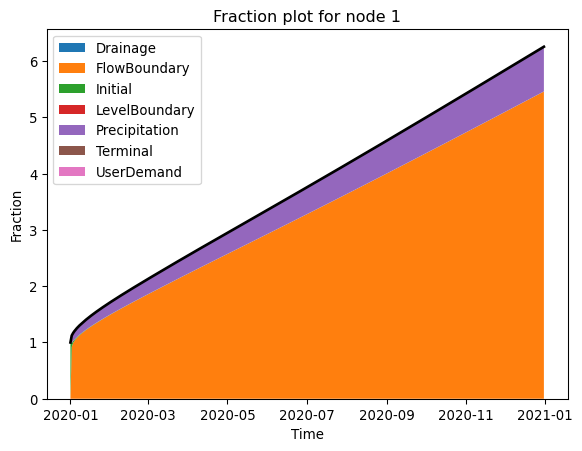 Fraction plot for node 1
Drainage
FlowBoundary
Initial
LevelBoundary
Precipitation
Terminal
UserDemand
6
5
4
3
2
1
0
Fraction
2020-01 2020-03 2020-05 2020-07 2020-09 2020-11 2021-01
Time